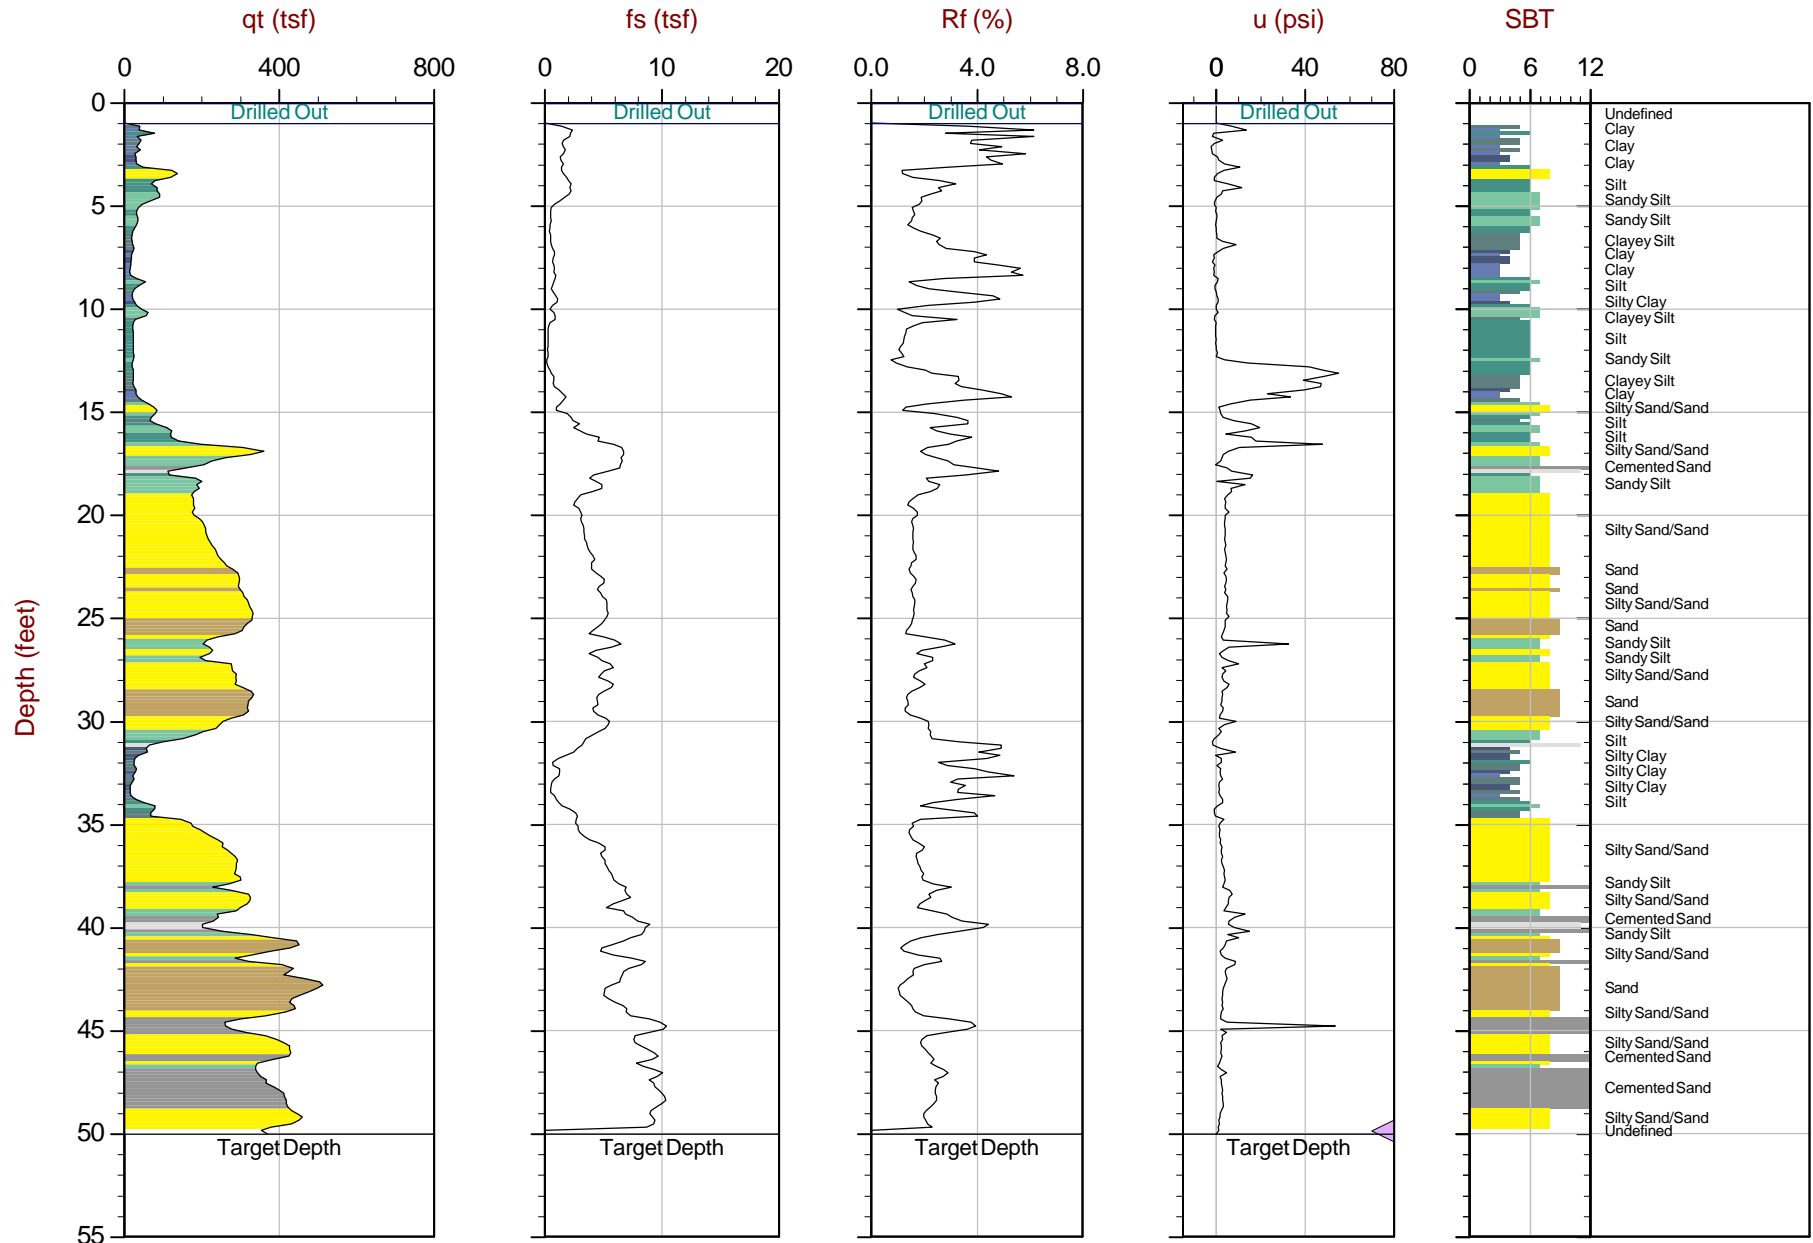 qt (tsf) fs (tsf) Rf (%) u (psi) SBT
0 400 800 0 10 20 0.0 4.0 8.0 0 40 80 0 6 12
0 Drilled Out Drilled Out Drilled Out Drilled Out
Undefined
Clay
Clay
Clay
Silt
Sandy Silt
5
Sandy Silt
Clayey Silt
Clay
Clay
Silt
Silty Clay
10
Clayey Silt
Silt
Sandy Silt
Clayey Silt
Clay
Silty Sand/Sand
15
Silt
Silt
Silty Sand/Sand
Cemented Sand
Sandy Silt
20
Silty Sand/Sand
Sand
Sand
Silty Sand/Sand
25
Sand
Sandy Silt
Sandy Silt
Silty Sand/Sand
Depth (feet)
Sand
30 Silty Sand/Sand
Silt
Silty Clay
Silty Clay
Silty Clay
Silt
35
Silty Sand/Sand
Sandy Silt
Silty Sand/Sand
Cemented Sand
40
Sandy Silt
Silty Sand/Sand
Sand
Silty Sand/Sand
45
Silty Sand/Sand
Cemented Sand
Cemented Sand
Silty Sand/Sand
50 Undefined
Target Depth Target Depth Target Depth Target Depth
55